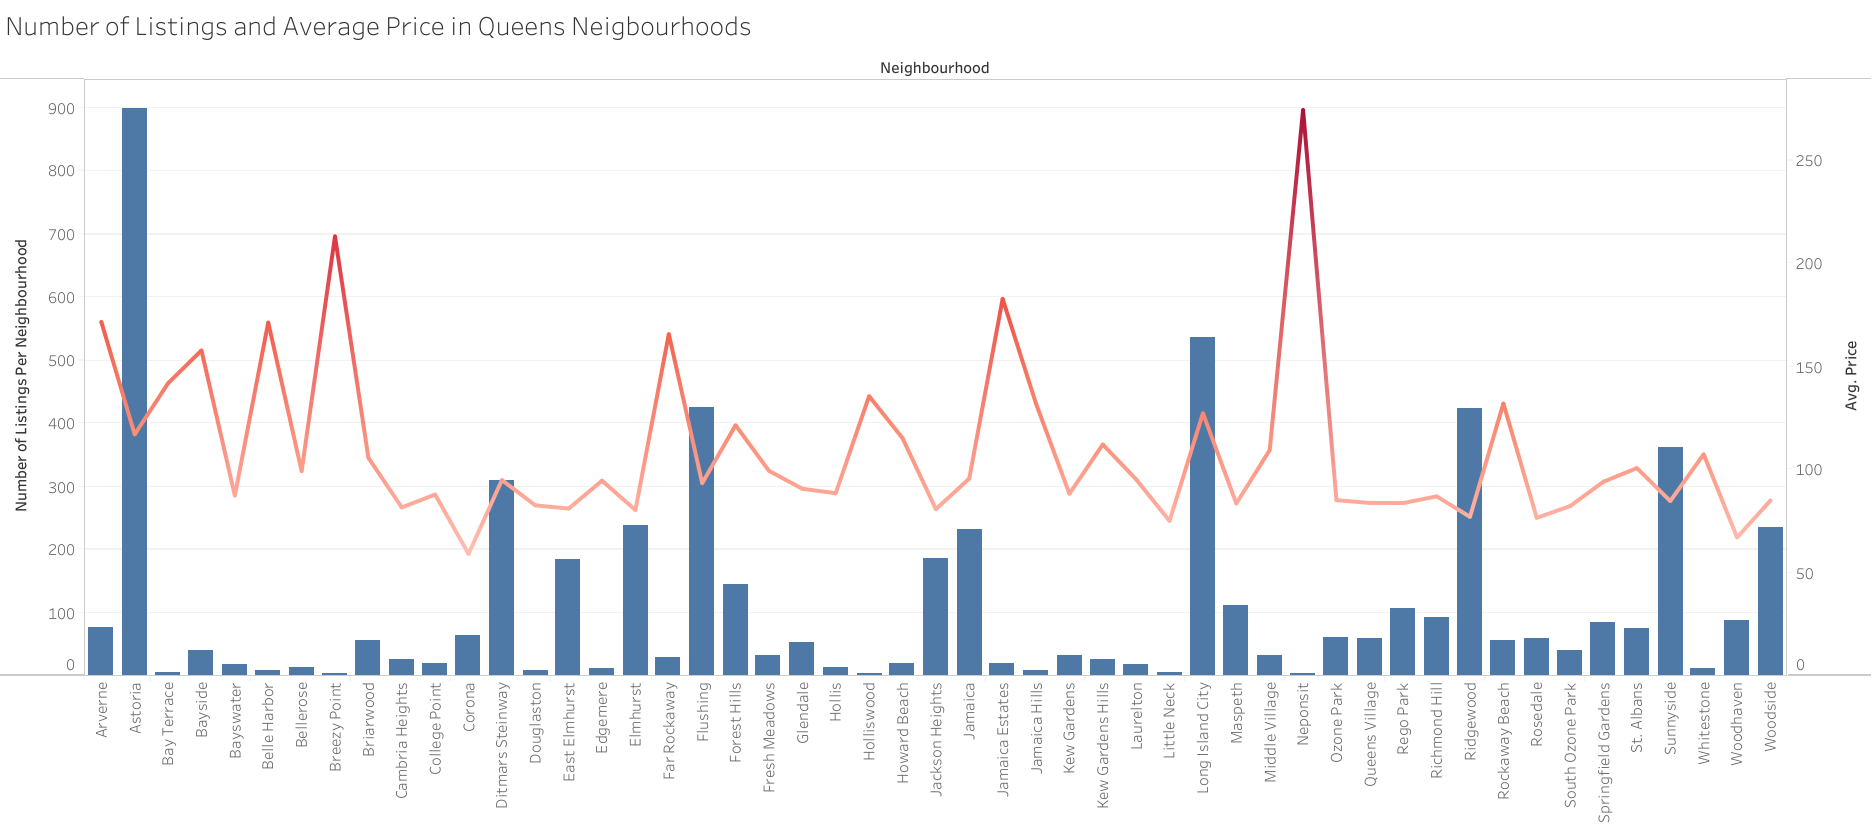 Number of Listings and Average Price in Queens Neigbourhoods
Neighbourhood
Number of Listings Per Neighbourhood
900
800
700
600
500
400
300
200
100
0
250
200
150
100
50
0
Avg. Price
Arverne
Astoria
Bay Terrace
Bayside
Bayswater
Belle Harbor
Bellerose
Breezy Point
Briarwood
Cambria Heights
College Point
Corona
Ditmars Steinway
Douglaston
East Elmhurst
Edgemere
Elmhurst
Far Rockaway
Flushing
Forest Hills
Fresh Meadows
Glendale
Hollis
Holliswood
Howard Beach
Jackson Heights
Jamaica
Jamaica Estates
Jamaica Hills
Kew Gardens
Kew Gardens Hills
Laurelton
Little Neck
Long Island City
Maspeth
Middle Village
Neponsit
Ozone Park
Queens Village
Rego Park
Richmond Hill
Ridgewood
Rockaway Beach
Rosedale
South Ozone Park
Springfield Gardens
St. Albans
Sunnyside
Whitestone
Woodhaven
Woodside